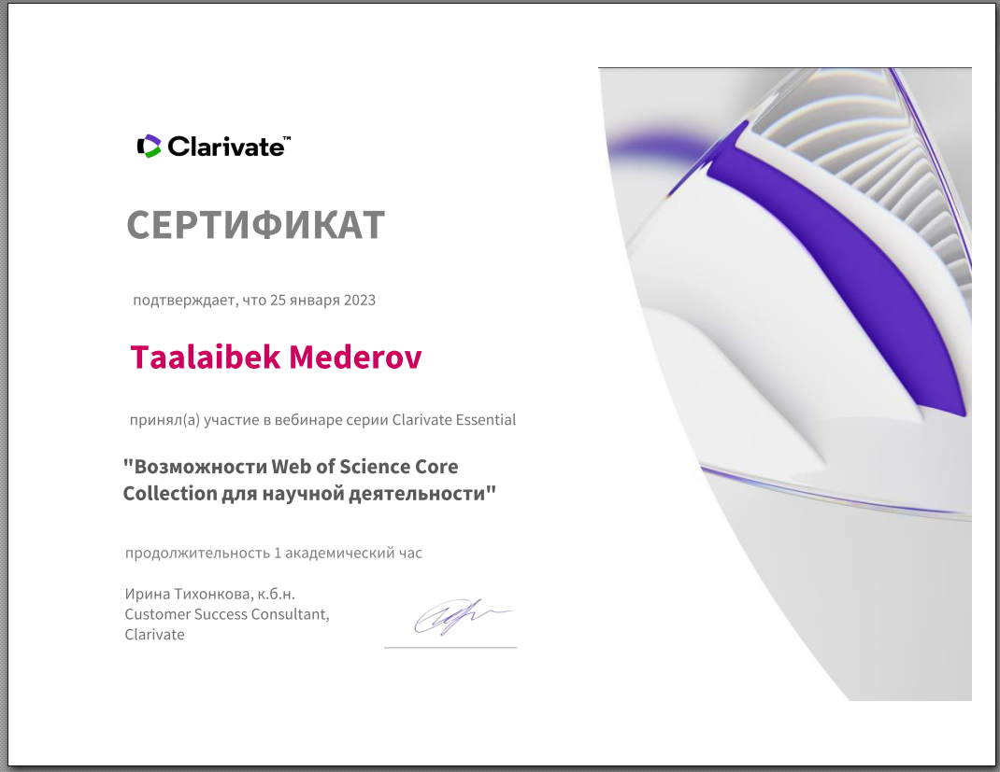 Clarivate™
СЕРТИФИКАТ
подтверждает, что 25 января 2023
Taalaibek Mederov
принял(а) участие в вебинаре серии Clarivate Essential
"Возможности Web of Science Core
Collection для научной деятельности"
продолжительность 1 академический час
Ирина Тихонкова, к.б.н.
Customer Success Consultant,
Clarivate